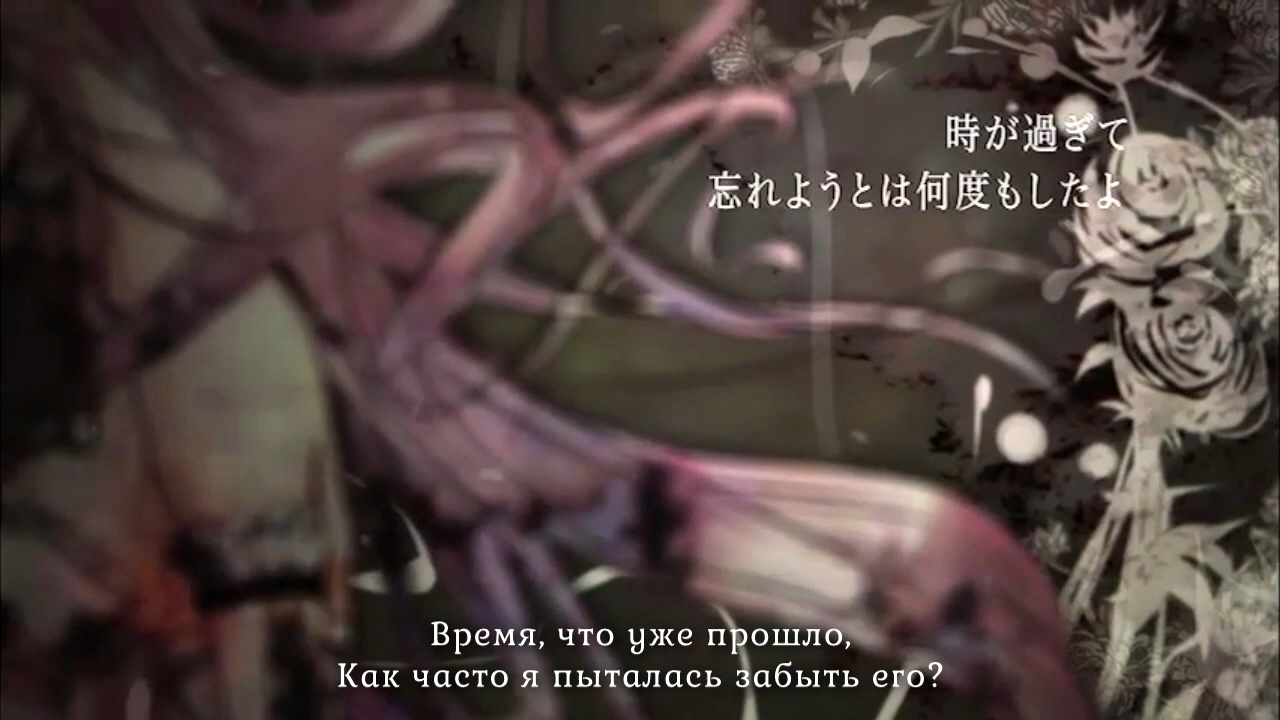 時が過ぎて
忘れようとは何度もしたよ
Время, что уже прошло,
Как часто я пыталась забыть его?